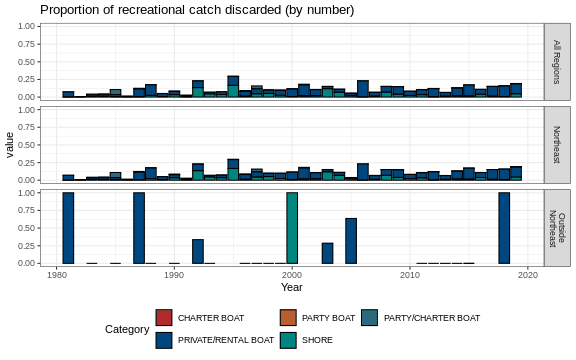 Proportion of recreational catch discarded (by number)
1.00
0.75
0.50
0.25
0.00
All Regions
1.00
0.75
0.50
0.25
0.00
Northeast
1.00
0.75
0.50
0.25
0.00
Outside
Northeast
value
1980
1990
2000
2010
2020
Year
Category
CHARTER BOAT
PARTY BOAT
PARTY/CHARTER BOAT
PRIVATE/RENTAL BOAT
SHORE